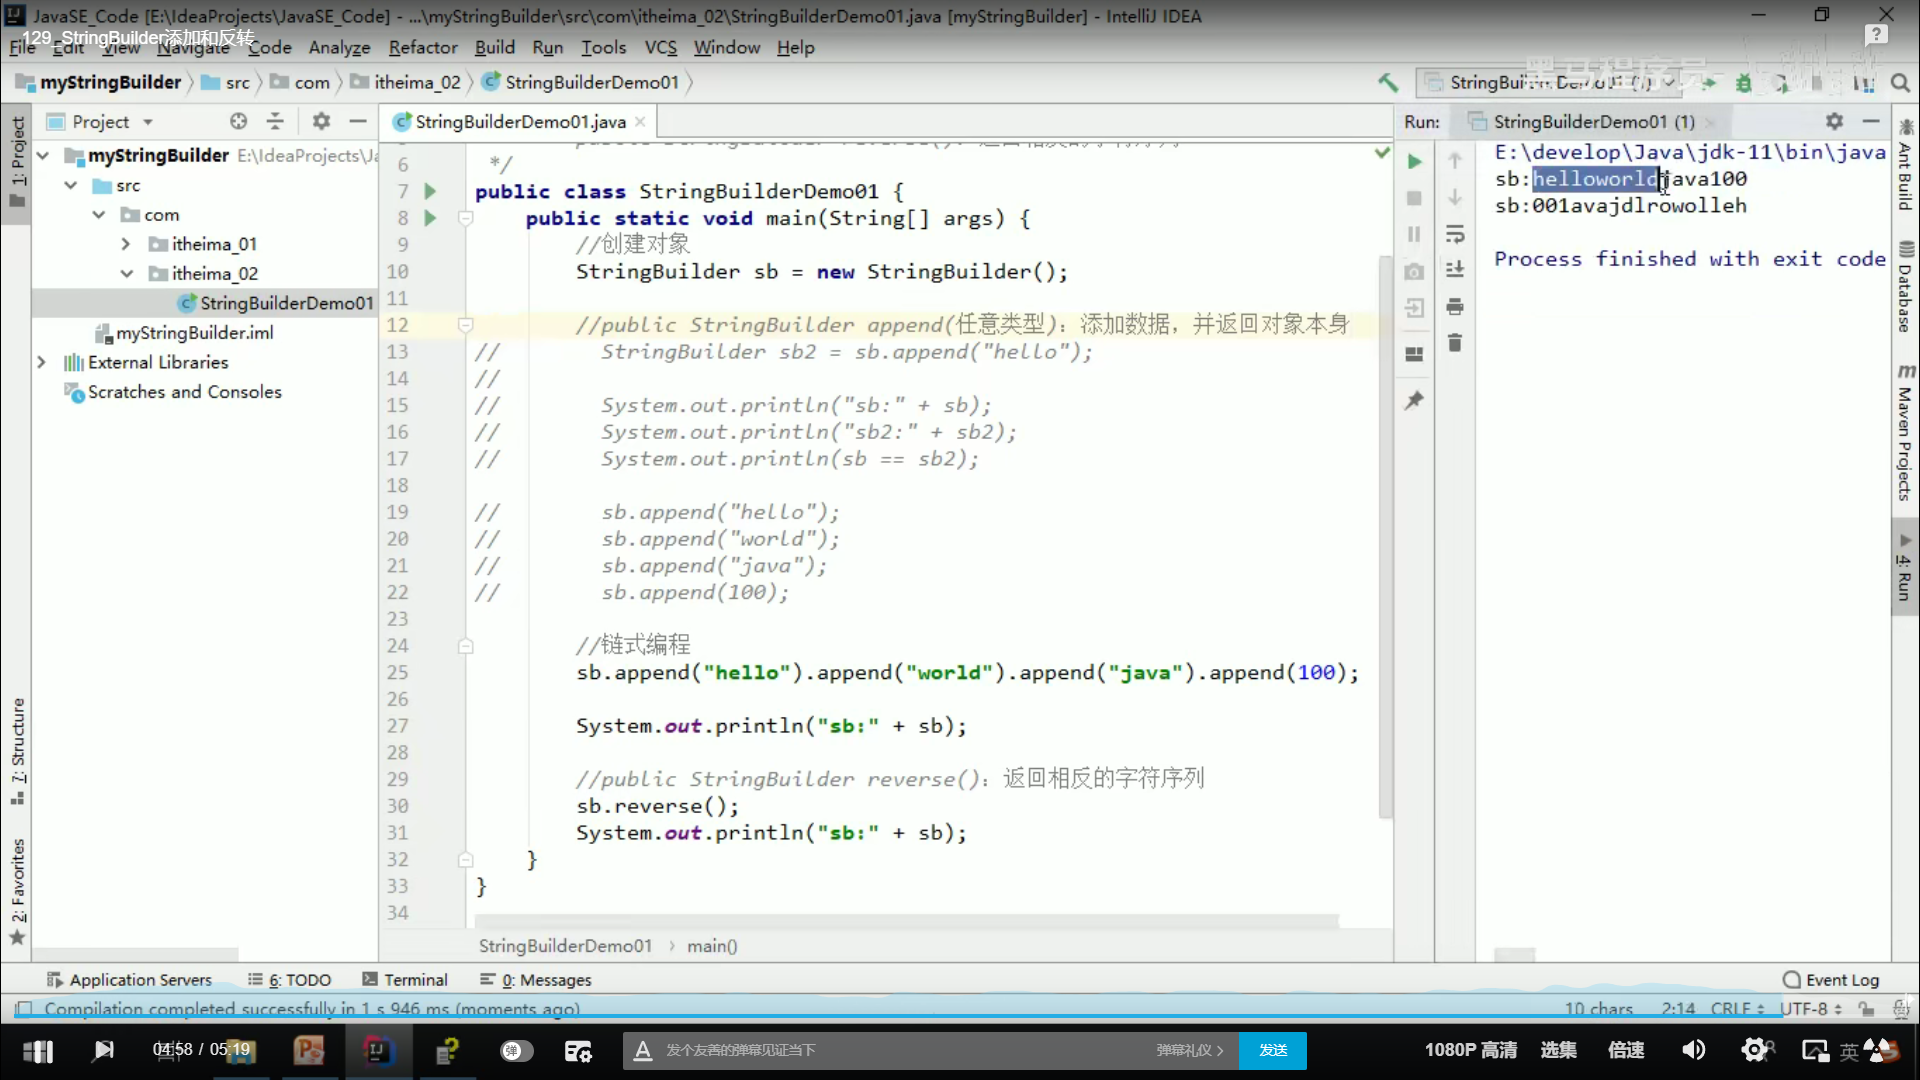 JavaSE_Code [E:\IdeaProjects\JavaSE_Code] - ...\myStringBuilder\src\com\itheima_02\StringBuilderDemo01.java [myStringBuilder] - IntelliJ IDEA
129_StringBuilder添加和反转
File Edit View Navigate Code Analyze Refactor Build Run Tools VCS Window Help
myStringBuilder src com itheima_02 StringBuilderDemo01
黑马程序员
Project
StringBuilderDemo01.java
Run: StringBuilderDemo01 (1)
1: Project
7: Structure
2: Favorites
myStringBuilder E:\IdeaProjects\Ja
src
com
itheima_01
itheima_02
StringBuilderDemo01
myStringBuilder.iml
External Libraries
Scratches and Consoles
6 */
7 public class StringBuilderDemo01 {
8 public static void main(String[] args) {
9 //创建对象
10 StringBuilder sb = new StringBuilder();
11
12 //public StringBuilder append(任意类型)：添加数据，并返回对象本身
13 // StringBuilder sb2 = sb.append("hello");
14 //
15 // System.out.println("sb:" + sb);
16 // System.out.println("sb2:" + sb2);
17 // System.out.println(sb == sb2);
18
19 // sb.append("hello");
20 // sb.append("world");
21 // sb.append("java");
22 // sb.append(100);
23
24 //链式编程
25 sb.append("hello").append("world").append("java").append(100);
26
27 System.out.println("sb:" + sb);
28
29 //public StringBuilder reverse()：返回相反的字符序列
30 sb.reverse();
31 System.out.println("sb:" + sb);
32 }
33 }
34
StringBuilderDemo01 › main()
E:\develop\Java\jdk-11\bin\java
sb:helloworldjava100
sb:001avajdlrowolleh
Process finished with exit code
Ant Build
Database
Maven Projects
4: Run
Application Servers 6: TODO Terminal 0: Messages Event Log
Compilation completed successfully in 1 s 946 ms (moments ago) 10 chars 2:14 CRLF UTF-8
04:58 / 05:19 弹 发个友善的弹幕见证当下 弹幕礼仪 › 发送 1080P 高清 选集 倍速 英